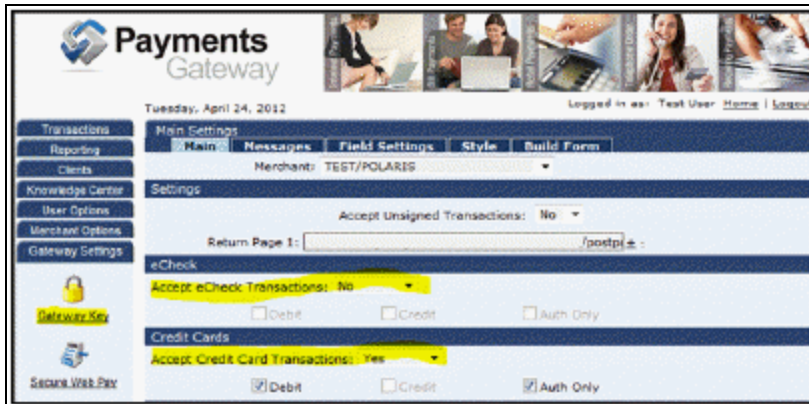 Payments
Gateway
Tuesday, April 24, 2012
Logged in as: Test User Home | Logout
Transactions
Reporting
Clients
Knowledge Center
User Options
Merchant Options
Gateway Settings
Gateway Key
Secure Web Pay
Main Settings
Main Messages Field Settings Style Build Form
Merchant: TEST/POLARIS
Settings
Accept Unsigned Transactions: No
Return Page 1: /postp
eCheck
Accept eCheck Transactions: No
Debit Credit Auth Only
Credit Cards
Accept Credit Card Transactions: Yes
Debit Credit Auth Only